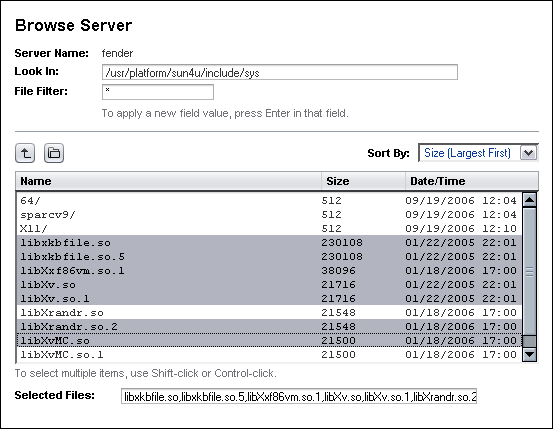 Browse Server
Server Name: fender
Look In: /usr/platform/sun4u/include/sys
File Filter: *
To apply a new field value, press Enter in that field.
Sort By: Size (Largest First)
Name Size Date/Time
64/ 512 09/19/2006 12:04
sparcv9/ 512 09/19/2006 12:04
X11/ 512 09/19/2006 12:10
libxkbfile.so 230108 01/22/2005 22:01
libxkbfile.so.5 230108 01/22/2005 22:01
libXxf86vm.so.1 38096 01/18/2006 17:00
libXv.so 21716 01/22/2005 22:01
libXv.so.1 21716 01/22/2005 22:01
libXrandr.so 21548 01/18/2006 17:00
libXrandr.so.2 21548 01/18/2006 17:00
libXvMC.so 21500 01/18/2006 17:00
libXvMC.so.1 21500 01/18/2006 17:00
To select multiple items, use Shift-click or Control-click.
Selected Files: libxkbfile.so,libxkbfile.so.5,libXxf86vm.so.1,libXv.so,libXv.so.1,libXrandr.so.2